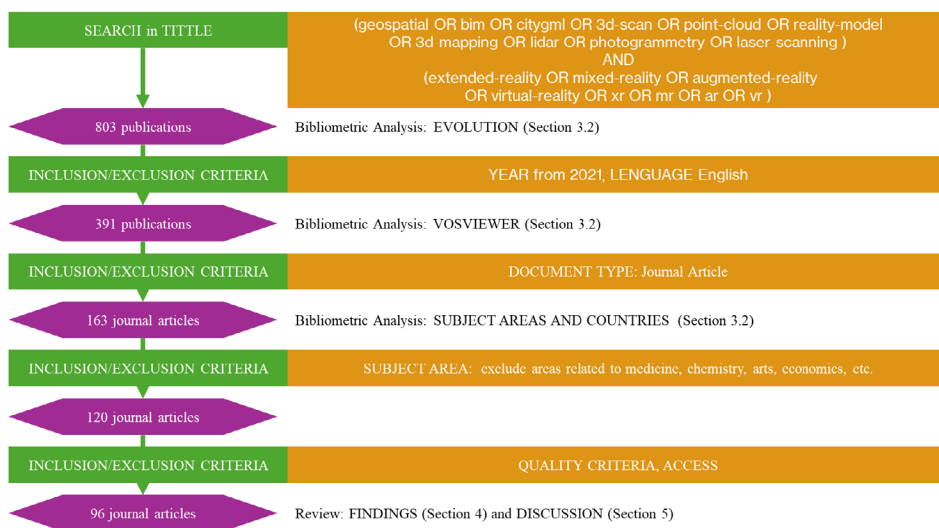 SEARCH in TITTLE
(geospatial OR bim OR citygml OR 3d-scan OR point-cloud OR reality-model
OR 3d mapping OR lidar OR photogrammetry OR laser scanning )
AND
(extended-reality OR mixed-reality OR augmented-reality
OR virtual-reality OR xr OR mr OR ar OR vr )
803 publications
Bibliometric Analysis: EVOLUTION (Section 3.2)
INCLUSION/EXCLUSION CRITERIA
YEAR from 2021, LENGUAGE English
391 publications
Bibliometric Analysis: VOSVIEWER (Section 3.2)
INCLUSION/EXCLUSION CRITERIA
DOCUMENT TYPE: Journal Article
163 journal articles
Bibliometric Analysis: SUBJECT AREAS AND COUNTRIES (Section 3.2)
INCLUSION/EXCLUSION CRITERIA
SUBJECT AREA: exclude areas related to medicine, chemistry, arts, economics, etc.
120 journal articles
INCLUSION/EXCLUSION CRITERIA
QUALITY CRITERIA, ACCESS
96 journal articles
Review: FINDINGS (Section 4) and DISCUSSION (Section 5)